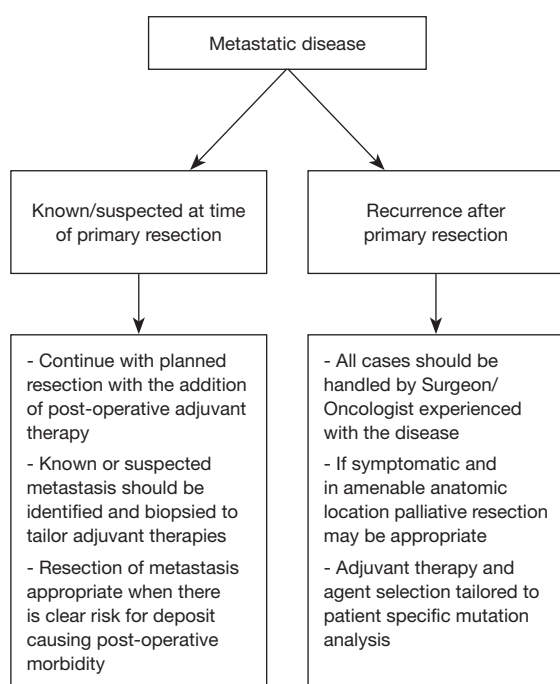 Metastatic disease
Known/suspected at time
of primary resection
Recurrence after
primary resection
- Continue with planned
resection with the addition
of post-operative adjuvant
therapy
- Known or suspected
metastasis should be
identified and biopsied to
tailor adjuvant therapies
- Resection of metastasis
appropriate when there
is clear risk for deposit
causing post-operative
morbidity
- All cases should be
handled by Surgeon/
Oncologist experienced
with the disease
- If symptomatic and
in amenable anatomic
location palliative resection
may be appropriate
- Adjuvant therapy and
agent selection tailored to
patient specific mutation
analysis